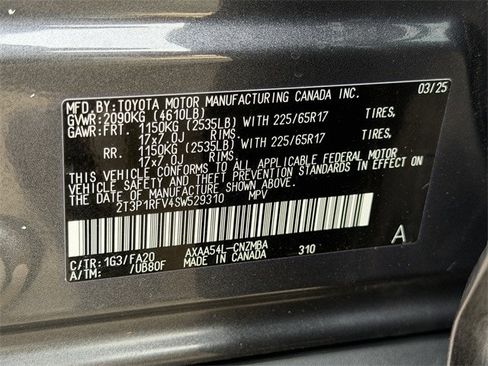 MFD.BY:TOYOTA MOTOR MANUFACTURING CANADA INC. 03/25
GVWR:2090KG (4610LB)
GAWR:FRT. 1150KG (2535LB)WITH 225/65R17 TIRES,
17x7.0J RIMS,
RR. 1150KG (2535LB)WITH 225/65R17 TIRES,
17x7.0J RIMS.
THIS VEHICLE CONFORMS TO ALL APPLICABLE FEDERAL MOTOR
VEHICLE SAFETY AND THEFT PREVENTION STANDARDS IN EFFECT ON
THE DATE OF MANUFACTURE SHOWN ABOVE.
2T3P1RFV4SW529310 MPV
C/TR:1G3/FA20 AXAA54L-CNZMBA 310 A
A/TM: /UB80F MADE IN CANADA